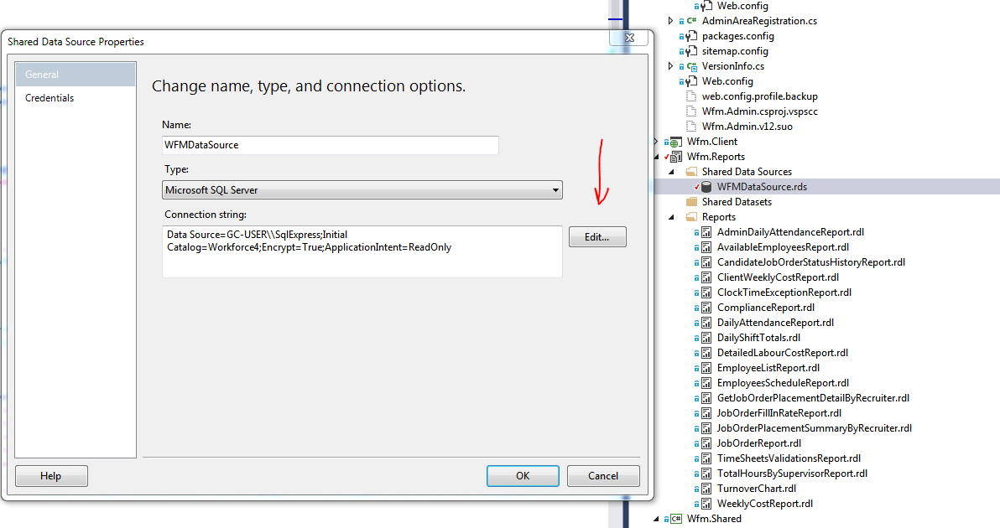 Shared Data Source Properties
General
Credentials
Change name, type, and connection options.
Name:
WFMDataSource
Type:
Microsoft SQL Server
Connection string:
Data Source=GC-USER\\SqlExpress;Initial
Catalog=Workforce4;Encrypt=True;ApplicationIntent=ReadOnly
Edit...
Help
OK
Cancel
Web.config
AdminAreaRegistration.cs
packages.config
sitemap.config
VersionInfo.cs
Web.config
web.config.profile.backup
Wfm.Admin.csproj.vspscc
Wfm.Admin.v12.suo
Wfm.Client
Wfm.Reports
Shared Data Sources
WFMDataSource.rds
Shared Datasets
Reports
AdminDailyAttendanceReport.rdl
AvailableEmployeesReport.rdl
CandidateJobOrderStatusHistoryReport.rdl
ClientWeeklyCostReport.rdl
ClockTimeExceptionReport.rdl
ComplianceReport.rdl
DailyAttendanceReport.rdl
DailyShiftTotals.rdl
DetailedLabourCostReport.rdl
EmployeeListReport.rdl
EmployeesScheduleReport.rdl
GetJobOrderPlacementDetailByRecruiter.rdl
JobOrderFillInRateReport.rdl
JobOrderPlacementSummaryByRecruiter.rdl
JobOrderReport.rdl
TimeSheetsValidationsReport.rdl
TotalHoursBySupervisorReport.rdl
TurnoverChart.rdl
WeeklyCostReport.rdl
Wfm.Shared